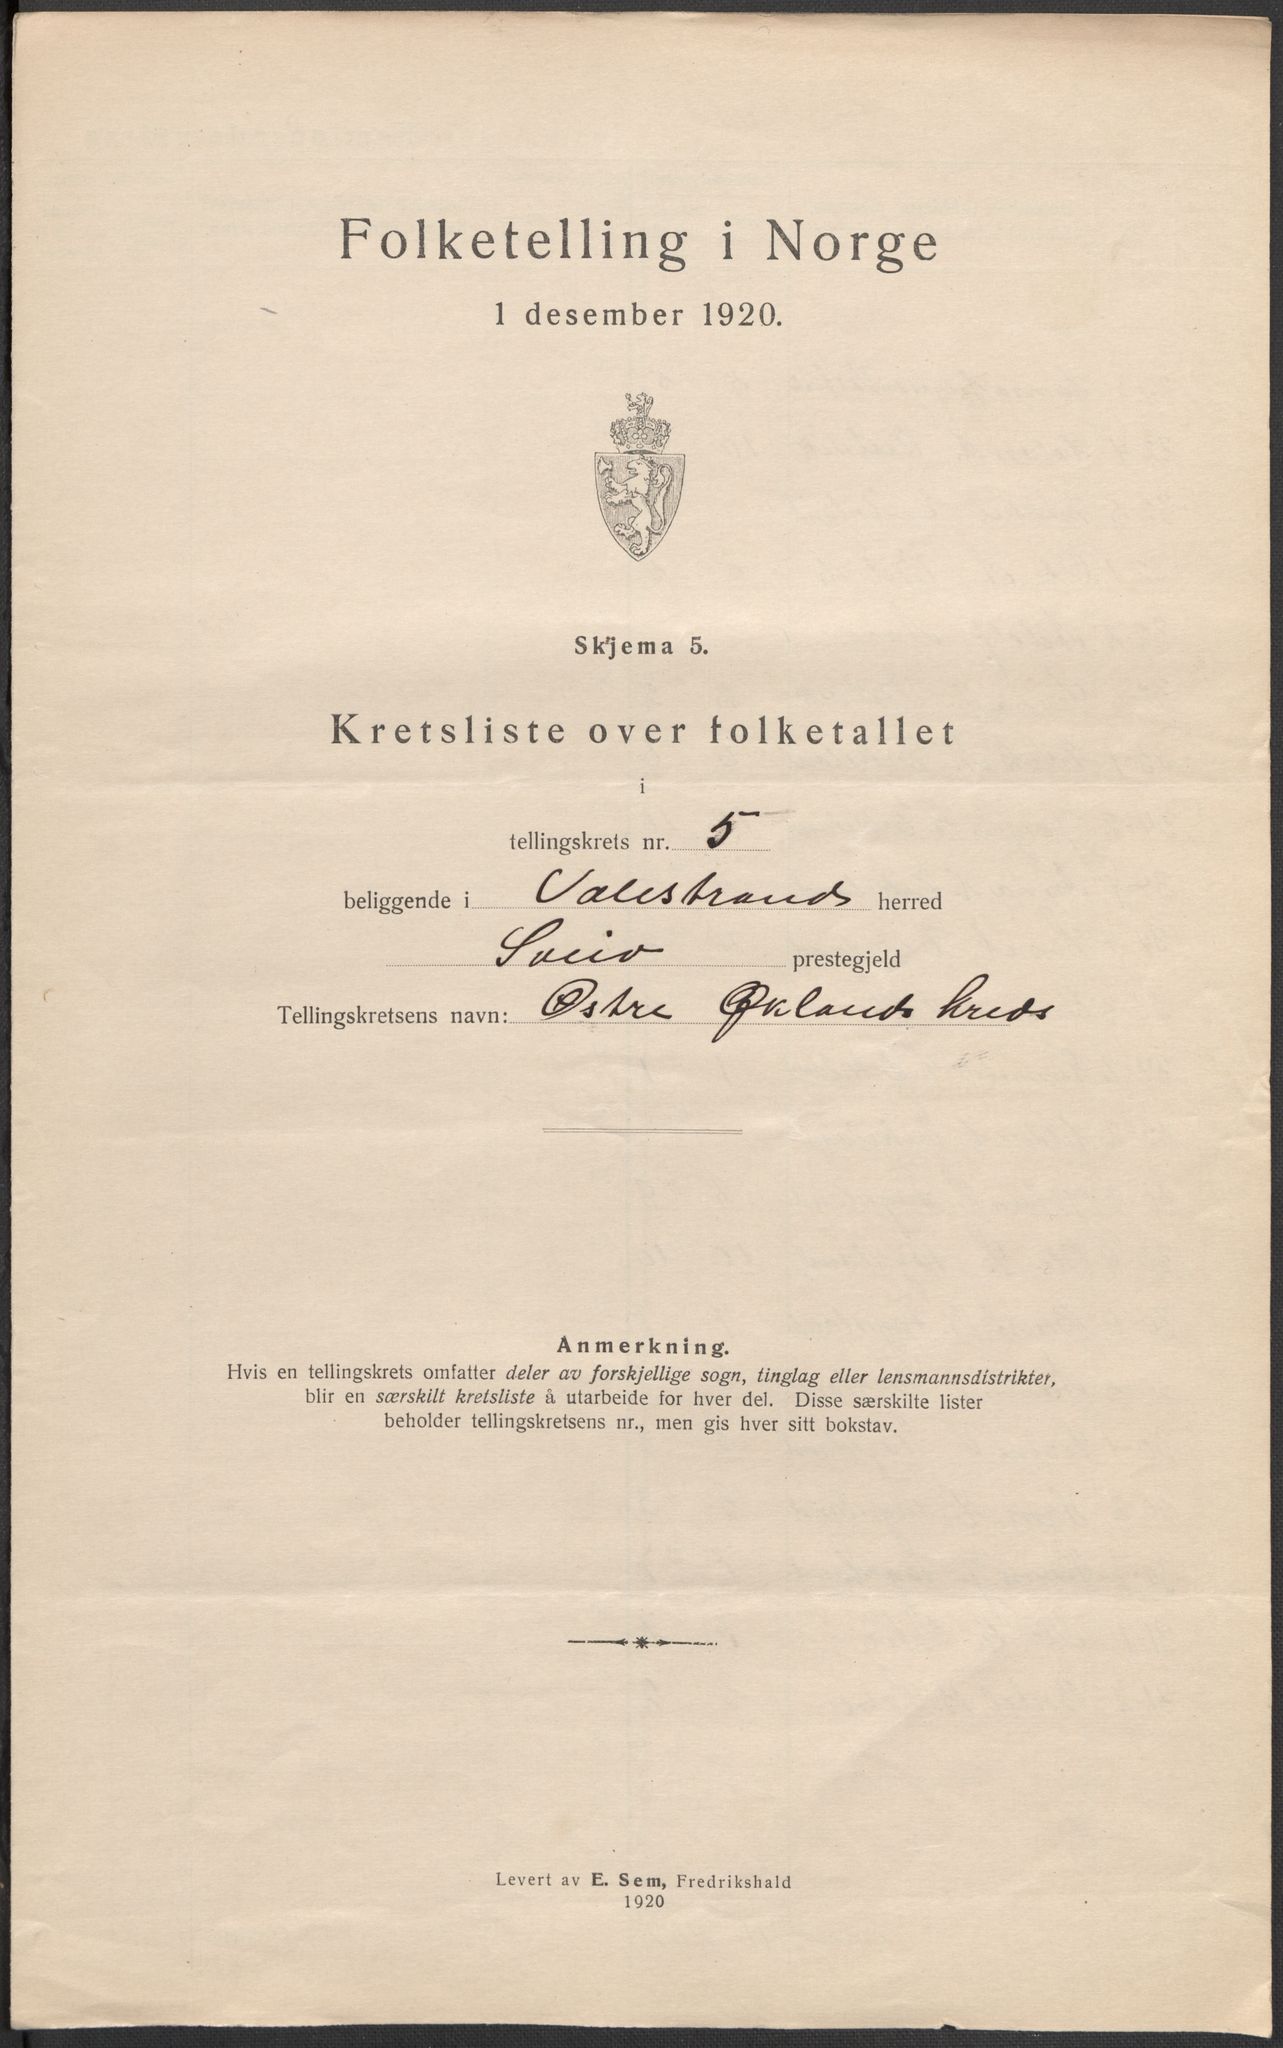 Folketelling i Norge
1 desember 1920.
Skjema 5.
Kretsliste over folketallet
i
tellingskrets nr. 5
beliggende i Valestrands herred
Sveio prestegjeld
Tellingskretsens navn: Østre Øklands kreds
Anmerkning.
Hvis en tellingskrets omfatter deler av forskjellige sogn, tinglag eller lensmannsdistrikter,
blir en særskilt kretsliste å utarbeide for hver del. Disse særskilte lister
beholder tellingskretsens nr., men gis hver sitt bokstav.
Levert av E. Sem, Fredrikshald
1920